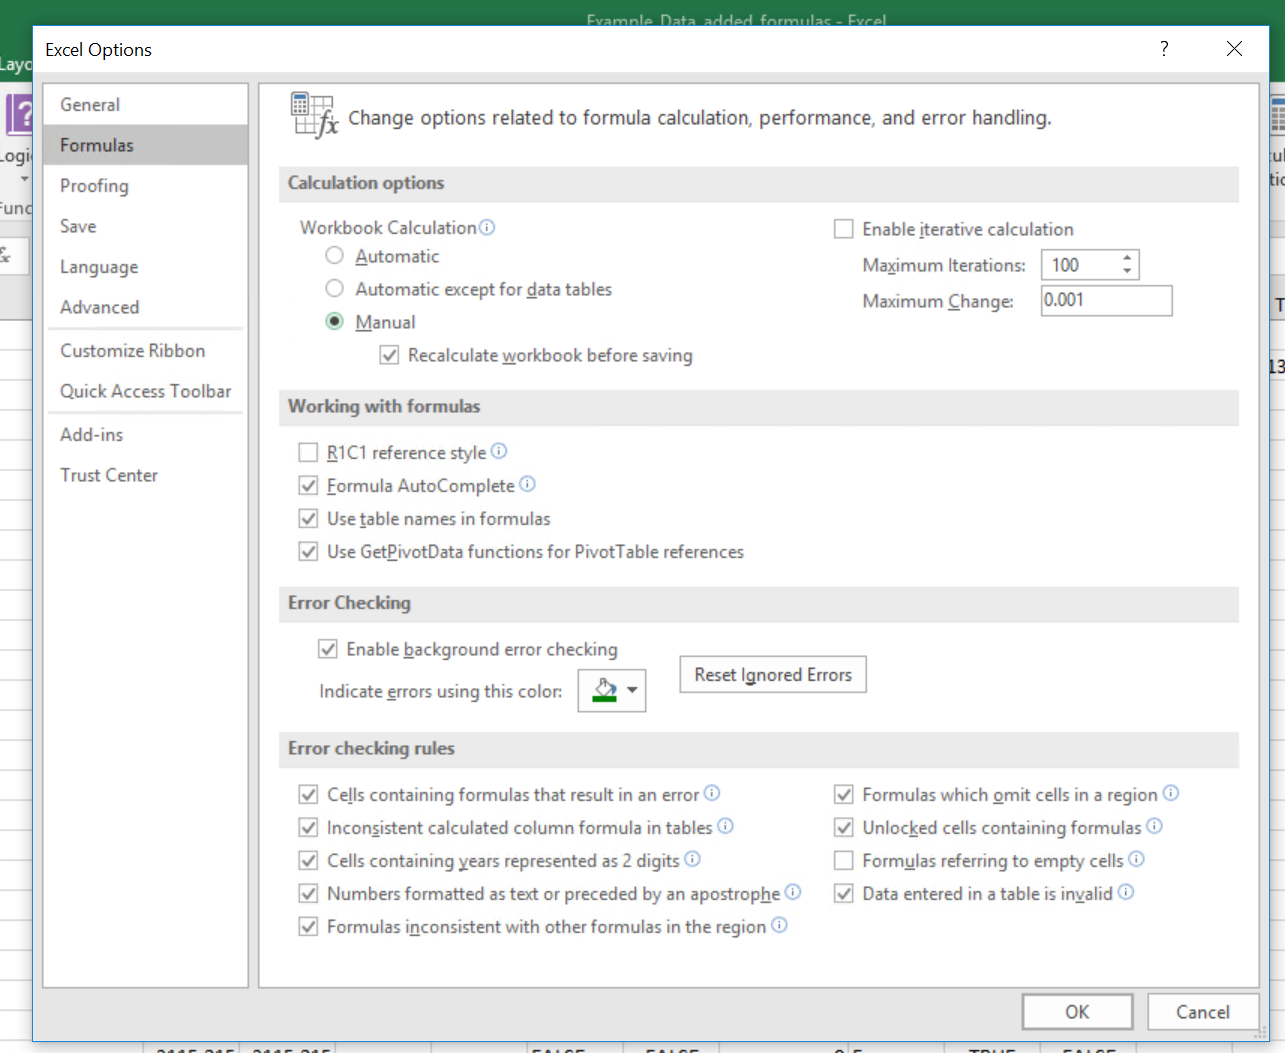 Example_Data_added_formulas - Excel
Excel Options
?
Layo
General
Formulas
Proofing
Save
Language
Advanced
Customize Ribbon
Quick Access Toolbar
Add-ins
Trust Center
Change options related to formula calculation, performance, and error handling.
Calculation options
Workbook Calculation
Automatic
Automatic except for data tables
Manual
Recalculate workbook before saving
Enable iterative calculation
Maximum Iterations: 100
Maximum Change: 0.001
Working with formulas
R1C1 reference style
Formula AutoComplete
Use table names in formulas
Use GetPivotData functions for PivotTable references
Error Checking
Enable background error checking
Indicate errors using this color:
Reset Ignored Errors
Error checking rules
Cells containing formulas that result in an error
Inconsistent calculated column formula in tables
Cells containing years represented as 2 digits
Numbers formatted as text or preceded by an apostrophe
Formulas inconsistent with other formulas in the region
Formulas which omit cells in a region
Unlocked cells containing formulas
Formulas referring to empty cells
Data entered in a table is invalid
OK
Cancel